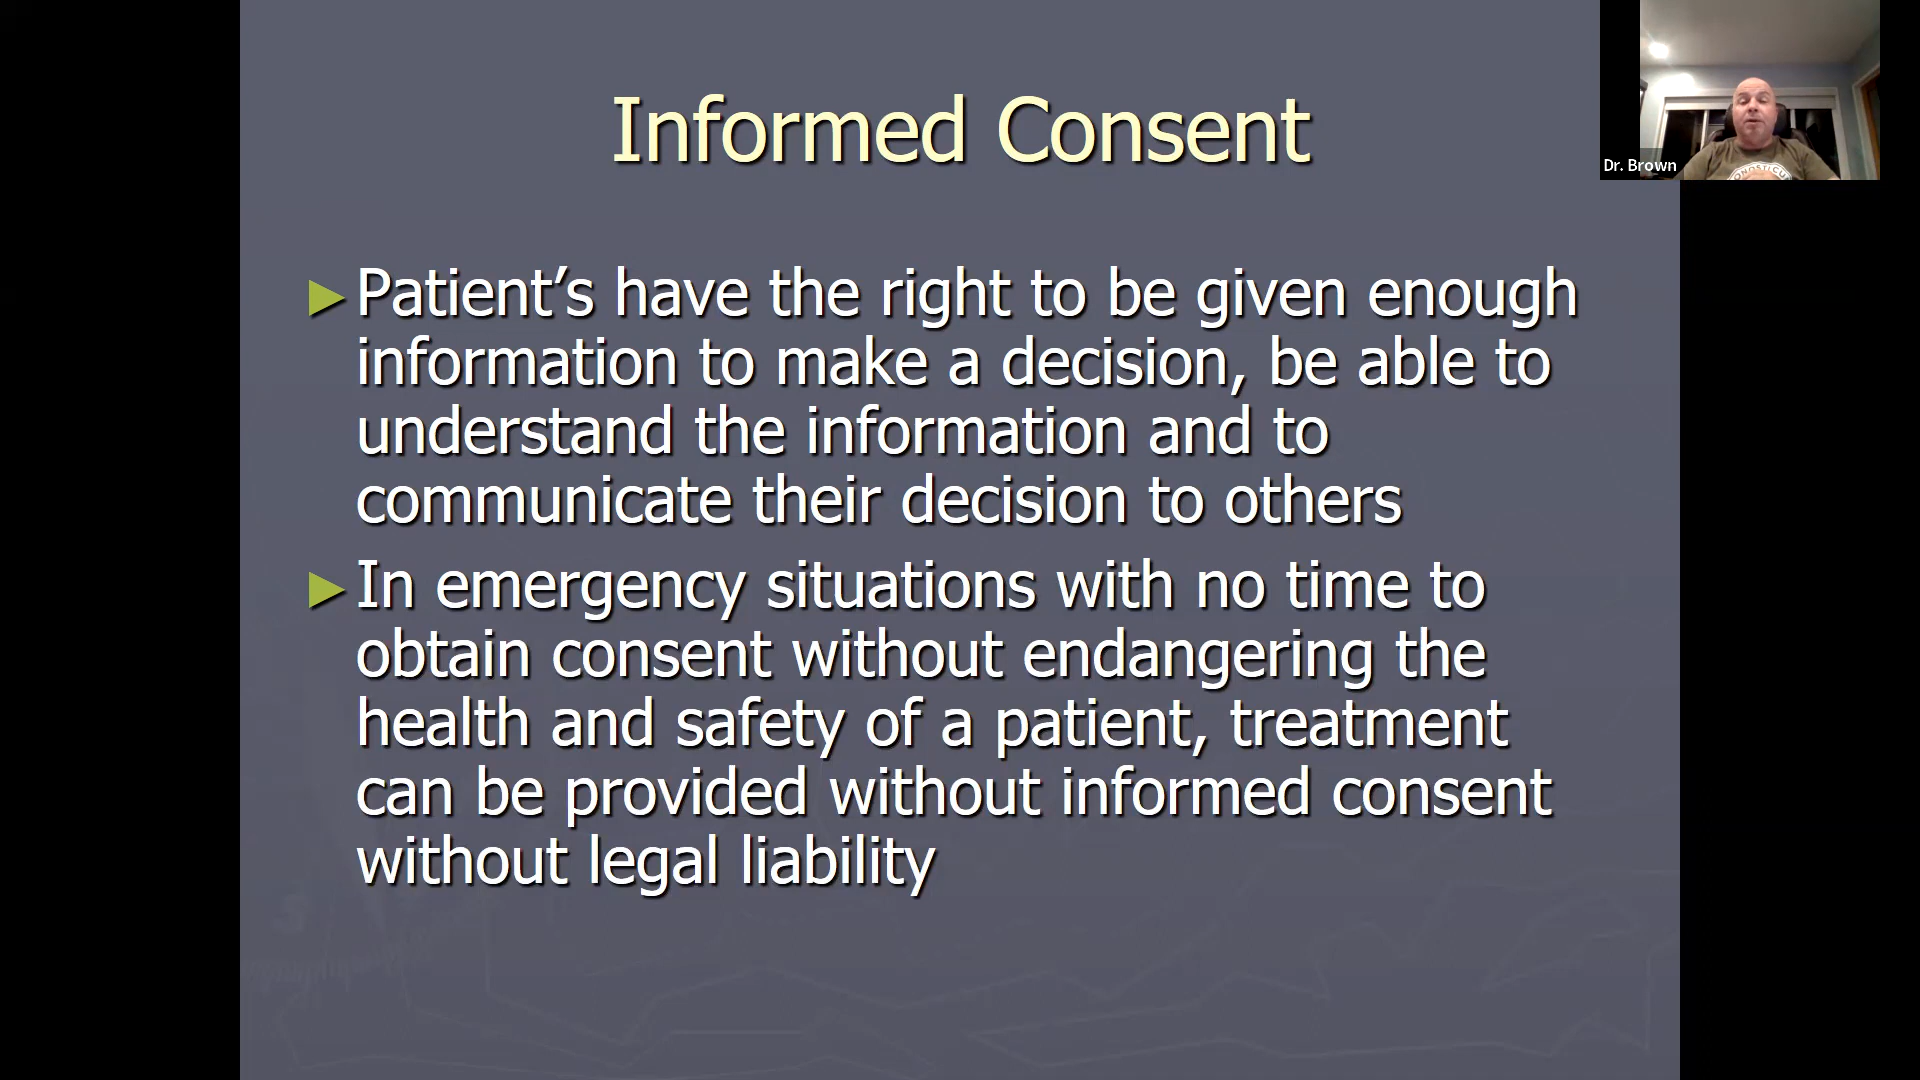 Informed Consent
Dr. Brown
►Patient’s have the right to be given enough
information to make a decision, be able to
understand the information and to
communicate their decision to others
►In emergency situations with no time to
obtain consent without endangering the
health and safety of a patient, treatment
can be provided without informed consent
without legal liability